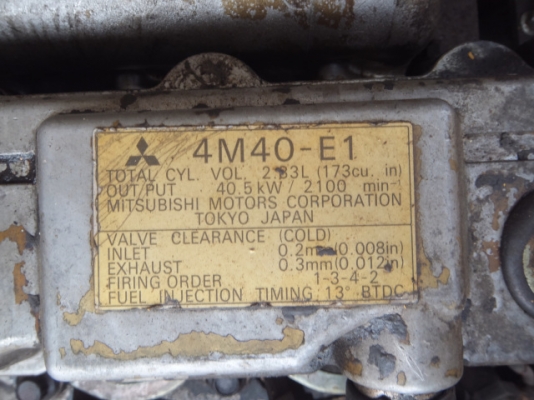 4M40-E1
TOTAL CYL. VOL. 2.83L (173cu. in)
OUTPUT 40.5kW/2100 min-
MITSUBISHI MOTORS CORPORATION
TOKYO JAPAN
VALVE CLEARANCE (COLD)
INLET 0.2mm(0.008in)
EXHAUST 0.3mm(0.012in)
FIRING ORDER 1-3-4-2
FUEL INJECTION TIMING 13° BTDC